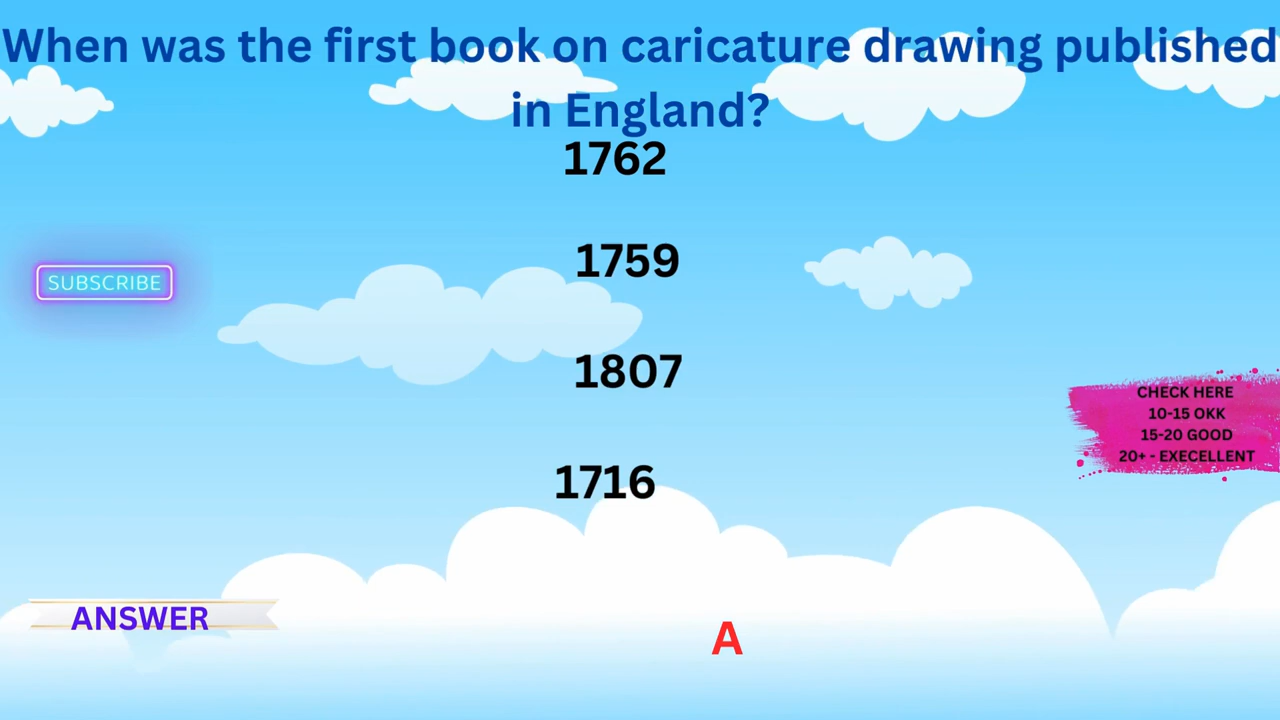 When was the first book on caricature drawing published
in England?
1762
1759
SUBSCRIBE
1807
CHECK HERE
10-15 OKK
15-20 GOOD
20+ - EXECELLENT
1716
ANSWER
A